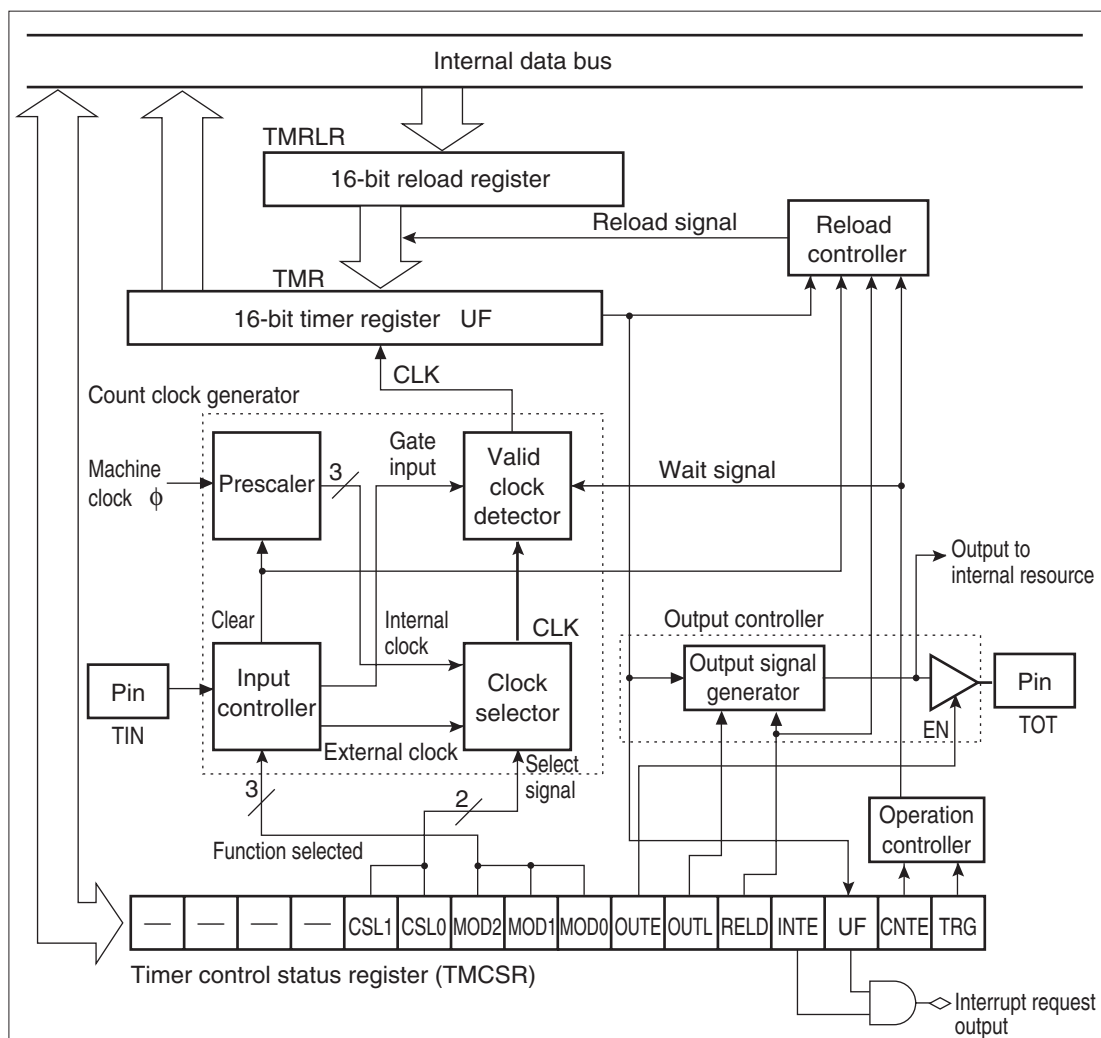 Internal data bus
TMRLR
16-bit reload register
Reload signal
Reload
controller
TMR
16-bit timer register UF
CLK
Count clock generator
Machine
clock ϕ
Prescaler
3
Gate
input
Valid
clock
detector
Wait signal
Output to
internal resource
Clear
Internal
clock
CLK
Output controller
Pin
TIN
Input
controller
External clock
Clock
selector
Output signal
generator
EN
Pin
TOT
Select
signal
3
2
Function selected
Operation
controller
— — — — CSL1 CSL0 MOD2 MOD1 MOD0 OUTE OUTL RELD INTE UF CNTE TRG
Timer control status register (TMCSR)
Interrupt request
output